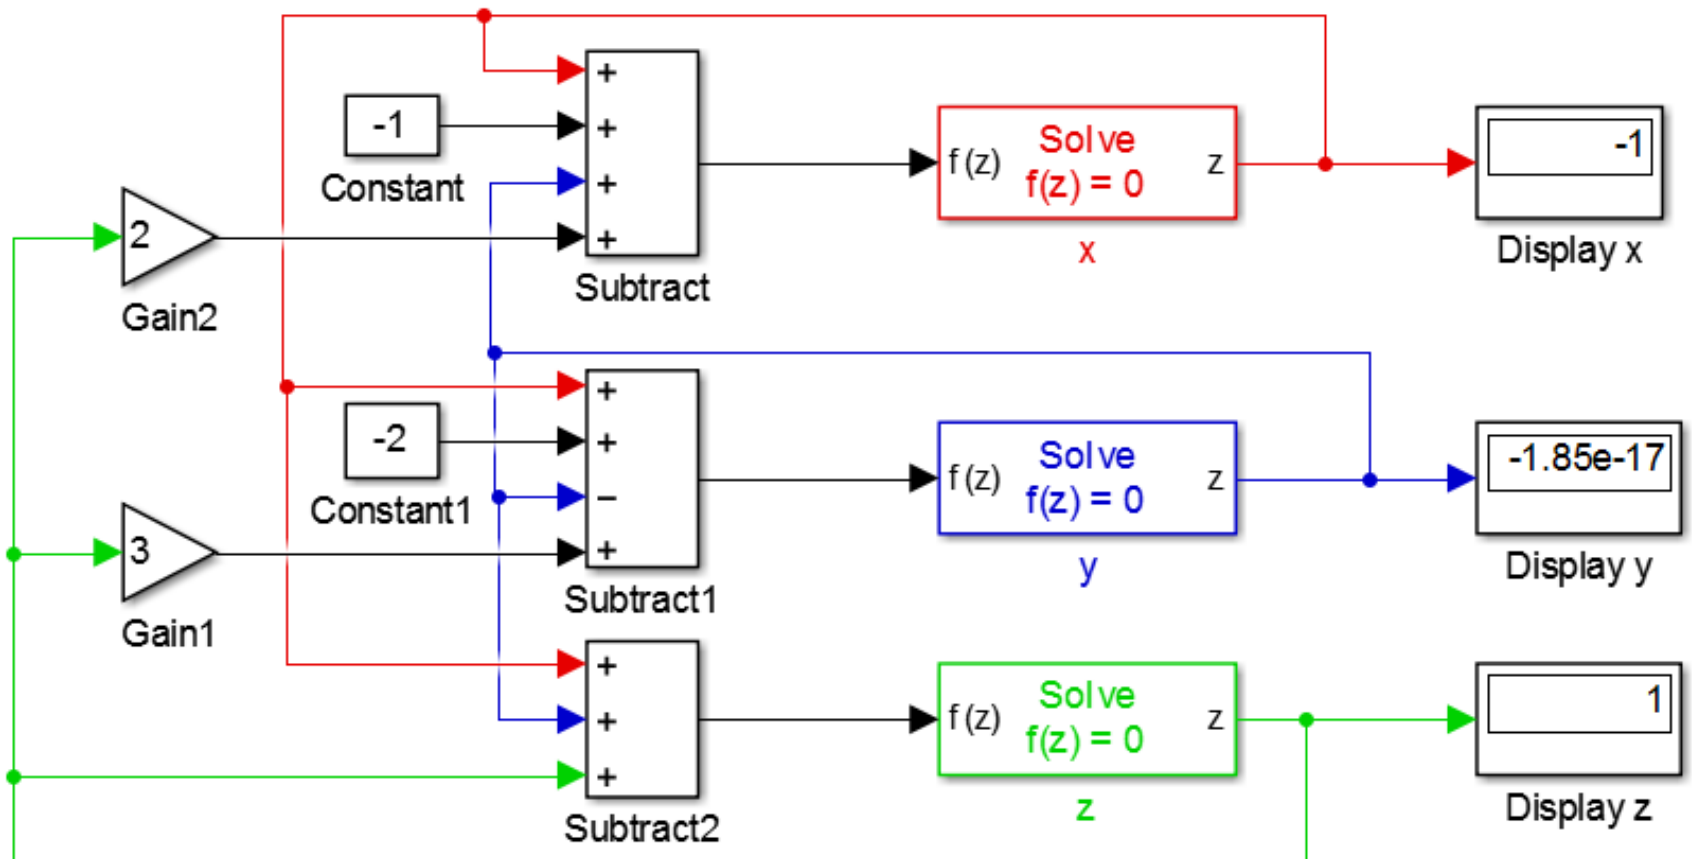 +
-1
+
Constant
+
2
+
Gain2
Subtract
f(z)
Solve
f(z) = 0
z
x
-1
Display x
+
-2
+
Constant1
−
3
+
Gain1
Subtract1
f(z)
Solve
f(z) = 0
z
y
-1.85e-17
Display y
+
+
+
Subtract2
f(z)
Solve
f(z) = 0
z
z
1
Display z